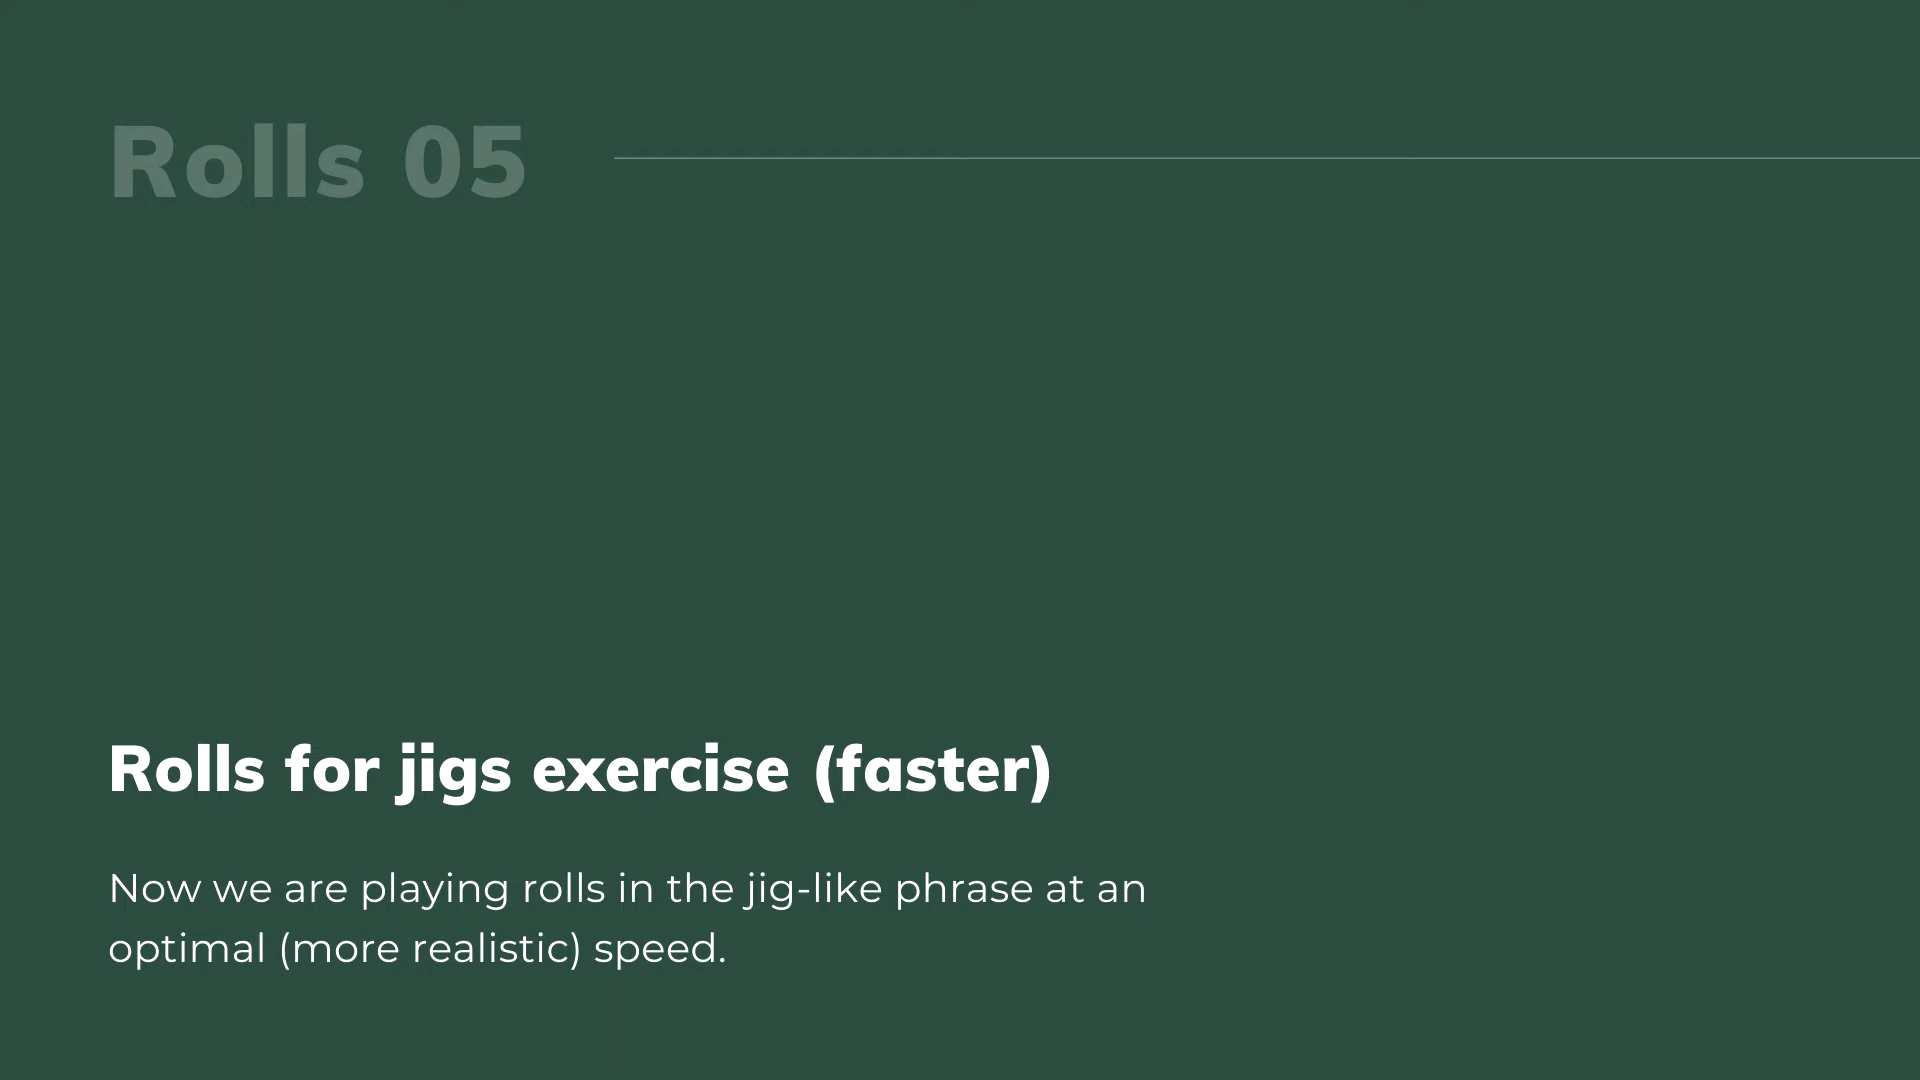 Rolls 05
Rolls for jigs exercise (faster)
Now we are playing rolls in the jig-like phrase at an
optimal (more realistic) speed.